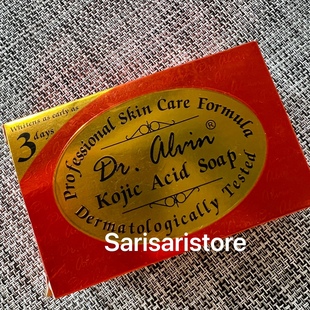 Whitens as early as
3 days
Professional Skin Care Formula
Dr. Alvin®
Kojic Acid Soap
Dermatologically Tested
Sarisaristore